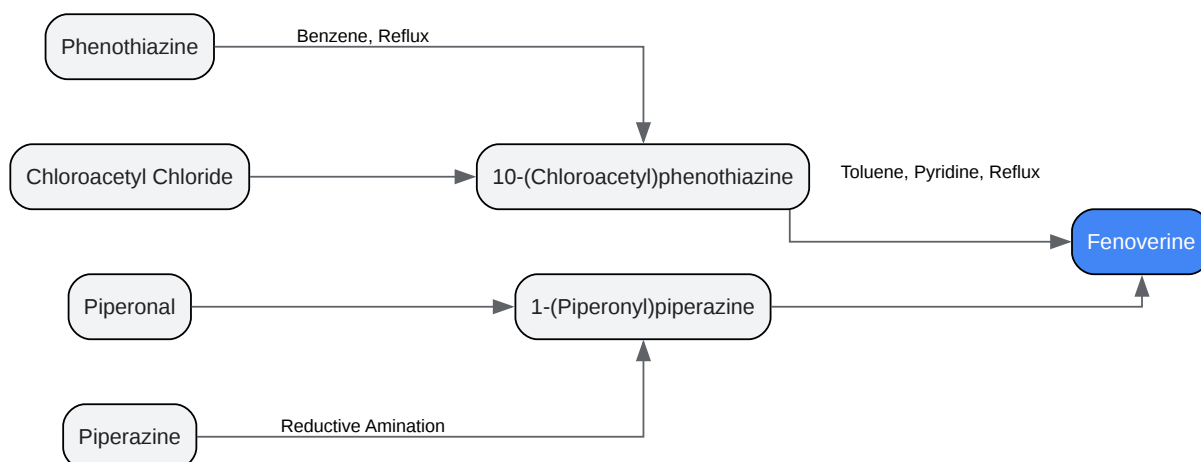 Phenothiazine
Benzene, Reflux
Chloroacetyl Chloride
10-(Chloroacetyl)phenothiazine
Toluene, Pyridine, Reflux
Fenoverine
Piperonal
1-(Piperonyl)piperazine
Piperazine
Reductive Amination